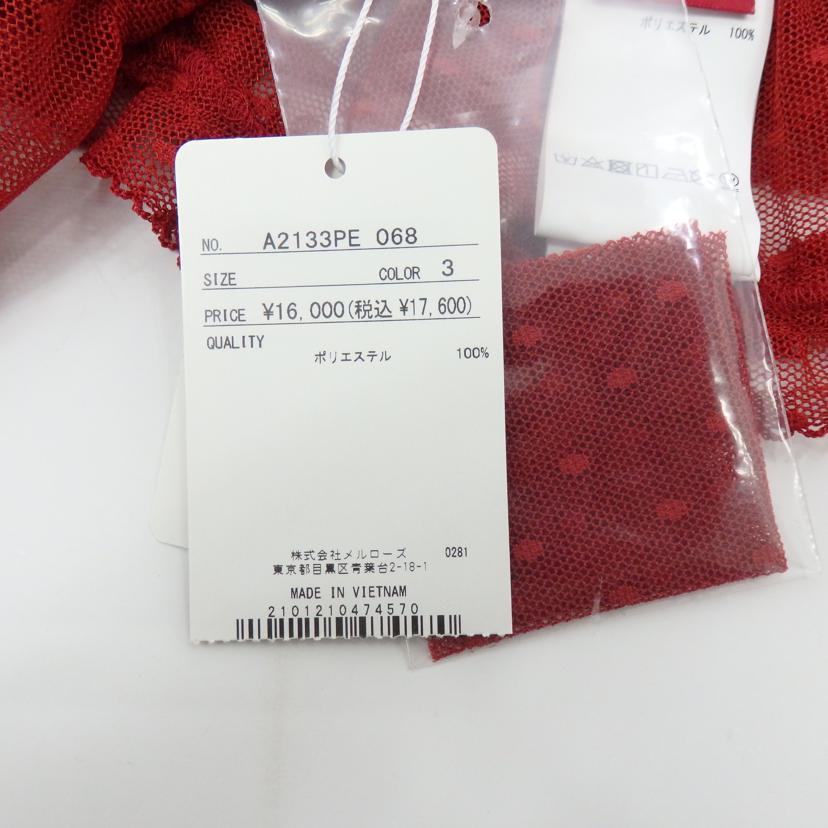 ポリエステル 100%
NO. A2133PE 068
SIZE COLOR 3
PRICE ¥16,000(税込 ¥17,600)
QUALITY
ポリエステル 100%
株式会社メルローズ 0281
東京都目黒区青葉台2-18-1
MADE IN VIETNAM
2101210474570